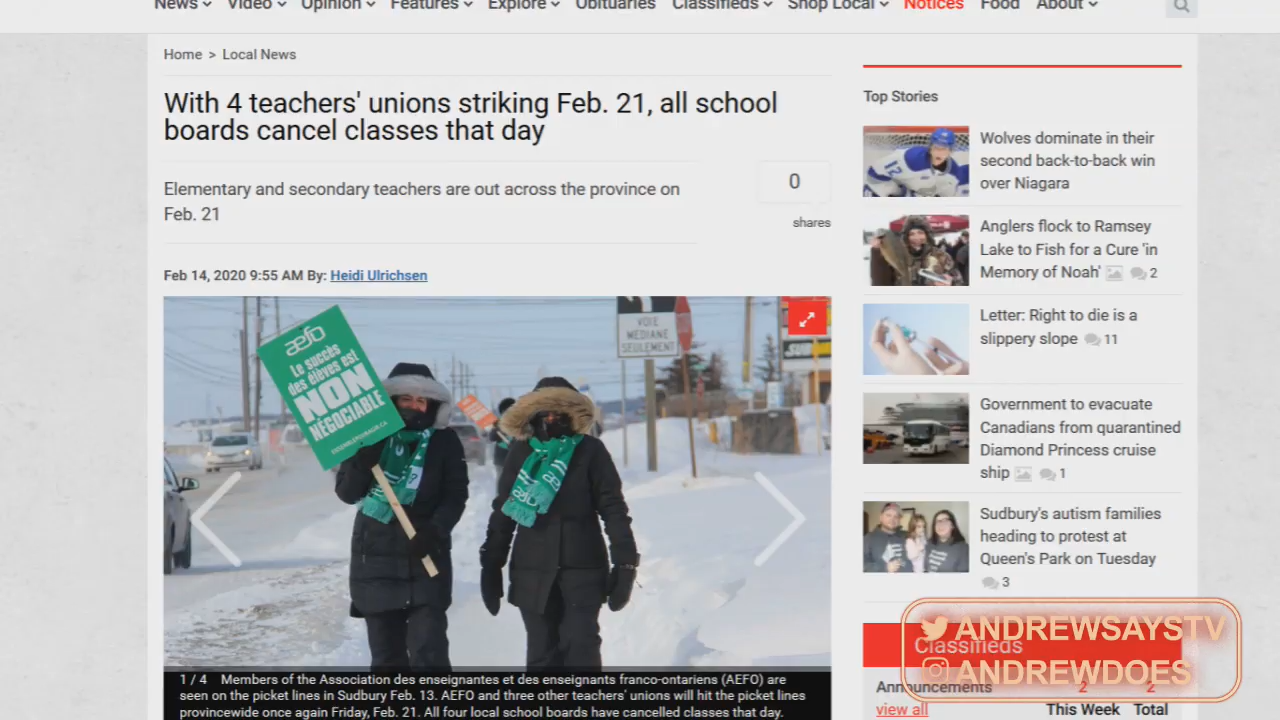 News Video Opinion Features Explore Obituaries Classifieds Shop Local Notices Food About
Home > Local News
With 4 teachers' unions striking Feb. 21, all school
boards cancel classes that day
Elementary and secondary teachers are out across the province on
Feb. 21
0
shares
Feb 14, 2020 9:55 AM By: Heidi Ulrichsen
æfo
Le succès
des élèves est
NON
NÉGOCIABLE
VOIE
MÉDIANE
SEULEMENT
1 / 4 Members of the Association des enseignantes et des enseignants franco-ontariens (AEFO) are
seen on the picket lines in Sudbury Feb. 13. AEFO and three other teachers' unions will hit the picket lines
provincewide once again Friday, Feb. 21. All four local school boards have cancelled classes that day.
Top Stories
12
Wolves dominate in their
second back-to-back win
over Niagara
Anglers flock to Ramsey
Lake to Fish for a Cure 'in
Memory of Noah' 2
Letter: Right to die is a
slippery slope 11
Government to evacuate
Canadians from quarantined
Diamond Princess cruise
ship 1
Sudbury's autism families
heading to protest at
Queen's Park on Tuesday
3
Classifieds
ANDREWSAYSTV
ANDREWDOES
Announcements 2 2
view all This Week Total